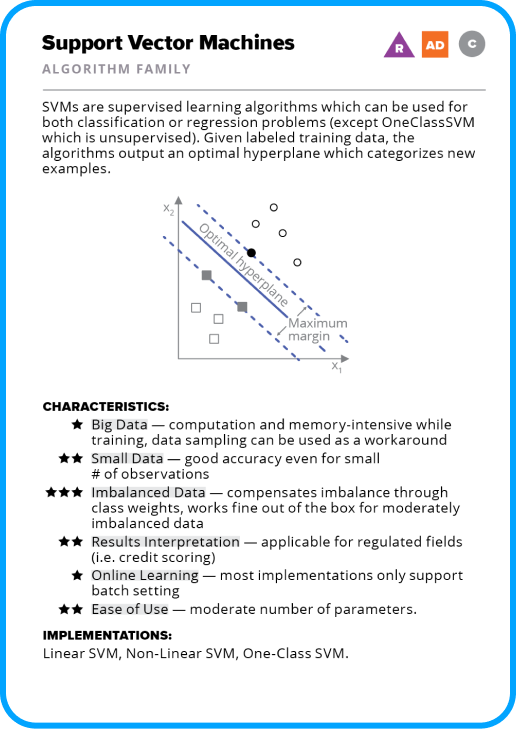 Support Vector Machines
R AD C
ALGORITHM FAMILY
SVMs are supervised learning algorithms which can be used for
both classification or regression problems (except OneClassSVM
which is unsupervised). Given labeled training data, the
algorithms output an optimal hyperplane which categorizes new
examples.
x2
Optimal hyperplane
Maximum
margin
x1
CHARACTERISTICS:
★ Big Data — computation and memory-intensive while
training, data sampling can be used as a workaround
★★ Small Data — good accuracy even for small
# of observations
★★★ Imbalanced Data — compensates imbalance through
class weights, works fine out of the box for moderately
imbalanced data
★★ Results Interpretation — applicable for regulated fields
(i.e. credit scoring)
★ Online Learning — most implementations only support
batch setting
★★ Ease of Use — moderate number of parameters.
IMPLEMENTATIONS:
Linear SVM, Non-Linear SVM, One-Class SVM.